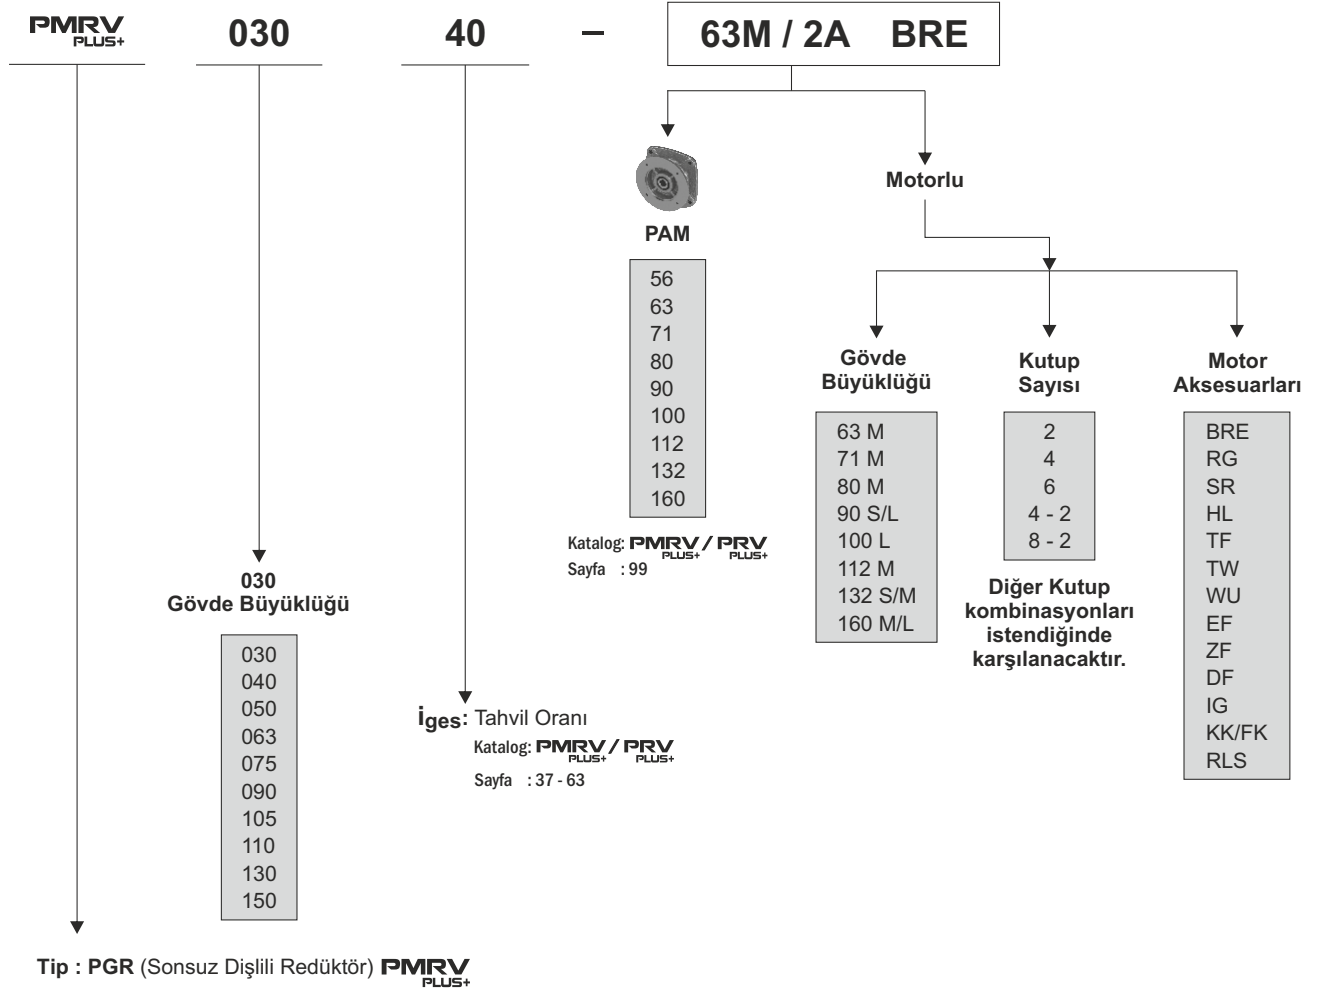 PMRV PLUS+ 030 40 – 63M / 2A BRE
PAM
56
63
71
80
90
100
112
132
160
Katalog: PMRV PLUS+ / PRV PLUS+
Sayfa : 99
Motorlu
Gövde
Büyüklüğü
63 M
71 M
80 M
90 S/L
100 L
112 M
132 S/M
160 M/L
Kutup
Sayısı
2
4
6
4 - 2
8 - 2
Diğer Kutup
kombinasyonları
istendiğinde
karşılanacaktır.
Motor
Aksesuarları
BRE
RG
SR
HL
TF
TW
WU
EF
ZF
DF
IG
KK/FK
RLS
030
Gövde Büyüklüğü
030
040
050
063
075
090
105
110
130
150
İges: Tahvil Oranı
Katalog: PMRV PLUS+ / PRV PLUS+
Sayfa : 37 - 63
Tip : PGR (Sonsuz Dişlili Redüktör) PMRV PLUS+